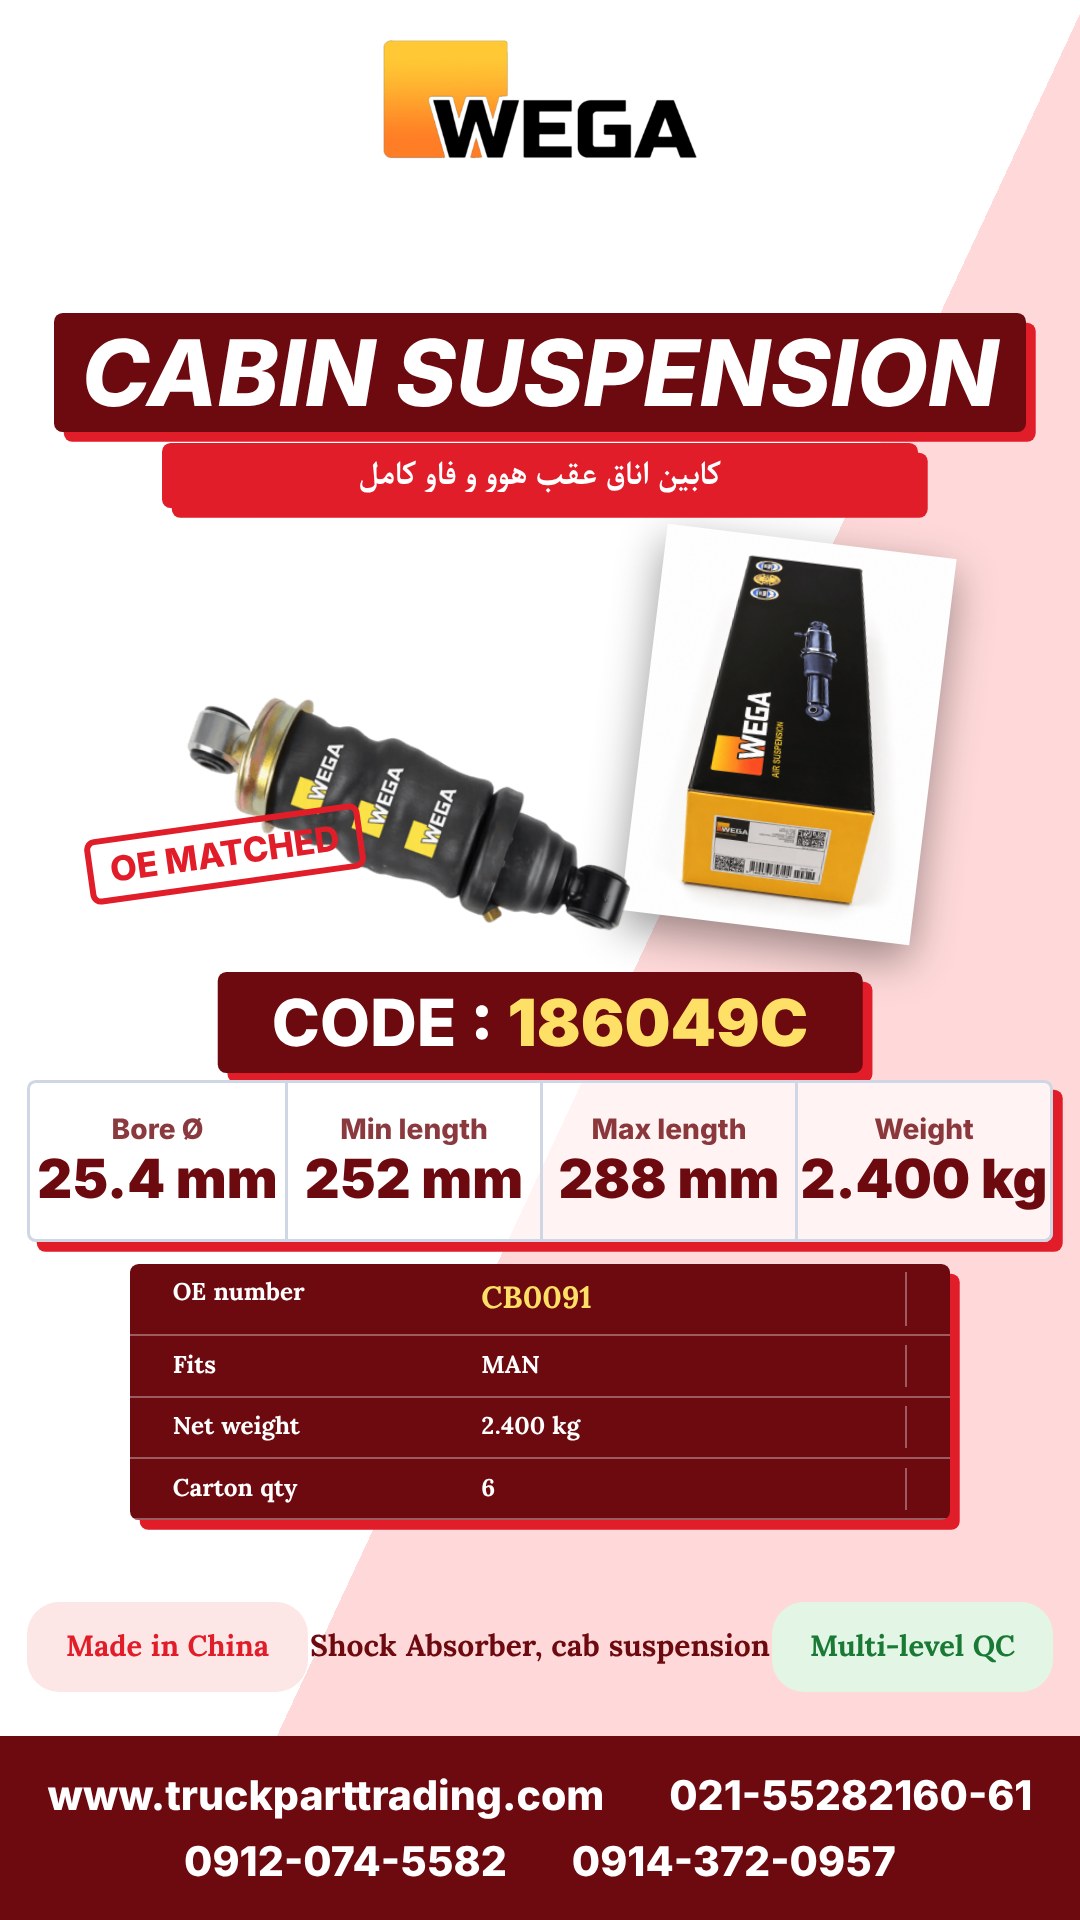 WEGA
CABIN SUSPENSION
کابین اتاق عقب هوو و فاو کامل
WEGA
AIR SUSPENSION
WEGA
WEGA
WEGA
WEGA
OE MATCHED
CODE : 186049C
Bore Ø Min length Max length Weight
25.4 mm 252 mm 288 mm 2.400 kg
OE number CB0091
Fits MAN
Net weight 2.400 kg
Carton qty 6
Made in China Shock Absorber, cab suspension Multi-level QC
www.truckparttrading.com 021-55282160-61
0912-074-5582 0914-372-0957